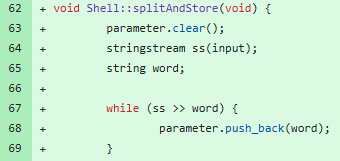 62 + void Shell::splitAndStore(void) {
63 + parameter.clear();
64 + stringstream ss(input);
65 + string word;
66 +
67 + while (ss >> word) {
68 + parameter.push_back(word);
69 + }